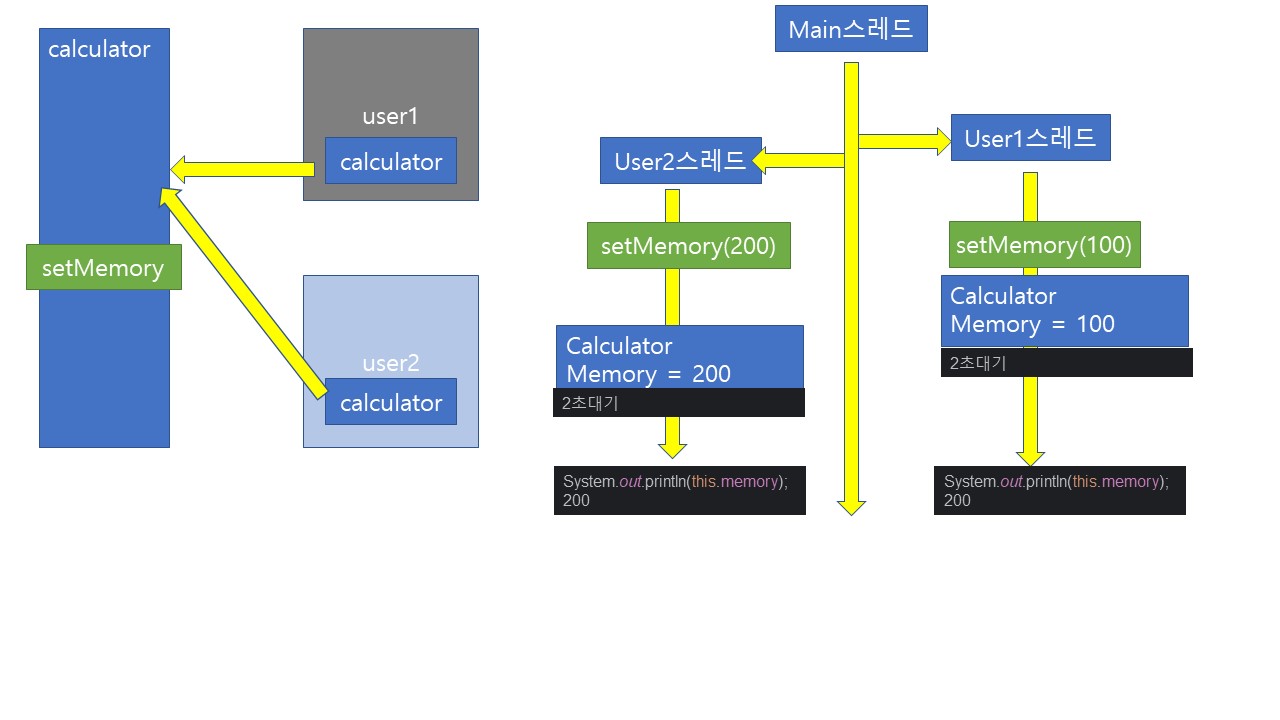 calculator
setMemory
user1
calculator
user2
calculator
Main스레드
User2스레드
setMemory(200)
Calculator
Memory = 200
2초대기
System.out.println(this.memory);
200
User1스레드
setMemory(100)
Calculator
Memory = 100
2초대기
System.out.println(this.memory);
200